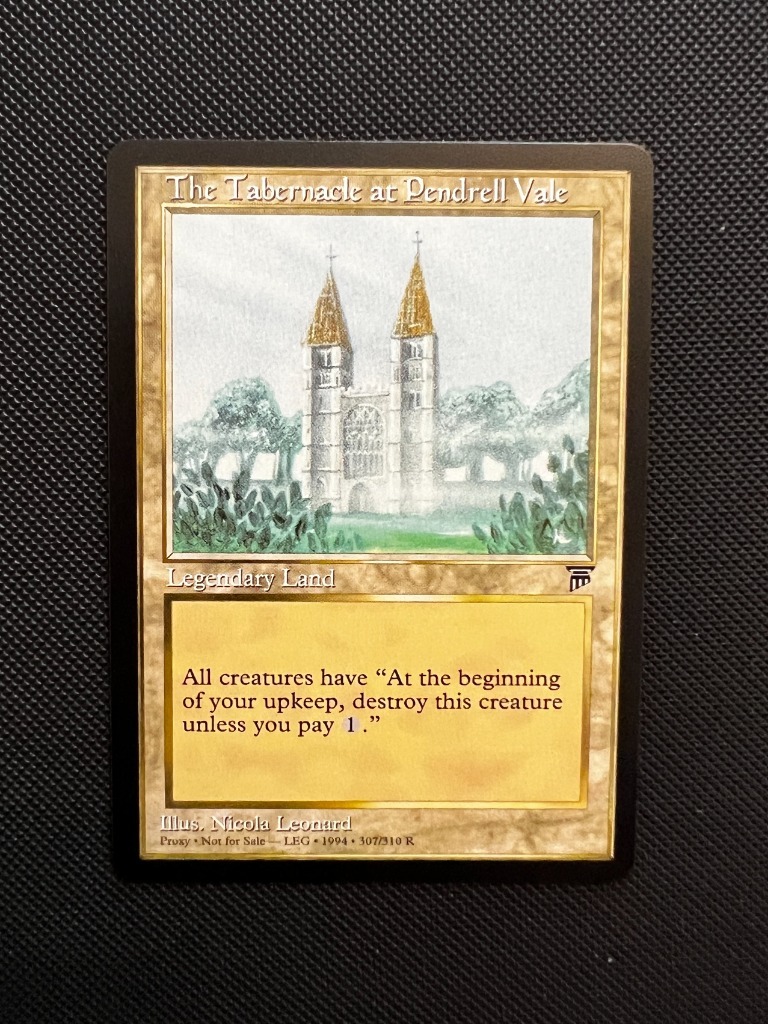 The Tabernacle at Pendrell Vale
Legendary Land
All creatures have “At the beginning
of your upkeep, destroy this creature
unless you pay 1.”
Illus. Nicola Leonard
Proxy • Not for Sale — LEG • 1994 • 307/310 R